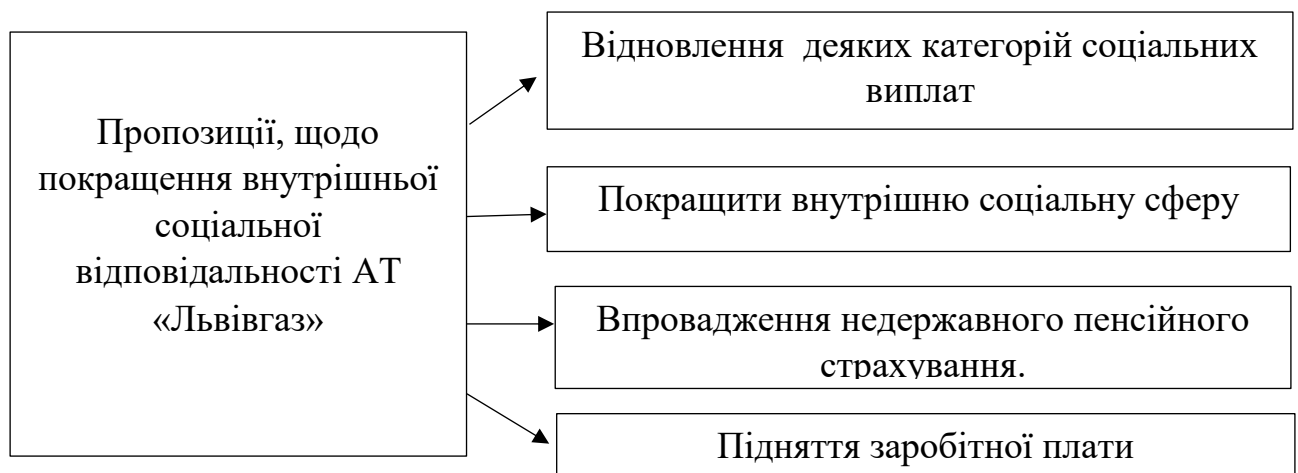 Пропозиції, щодо
покращення внутрішньої
соціальної
відповідальності АТ
«Львівгаз»
Відновлення  деяких категорій соціальних
виплат
Покращити внутрішню соціальну сферу
Впровадження недержавного пенсійного
страхування.
Підняття заробітної плати